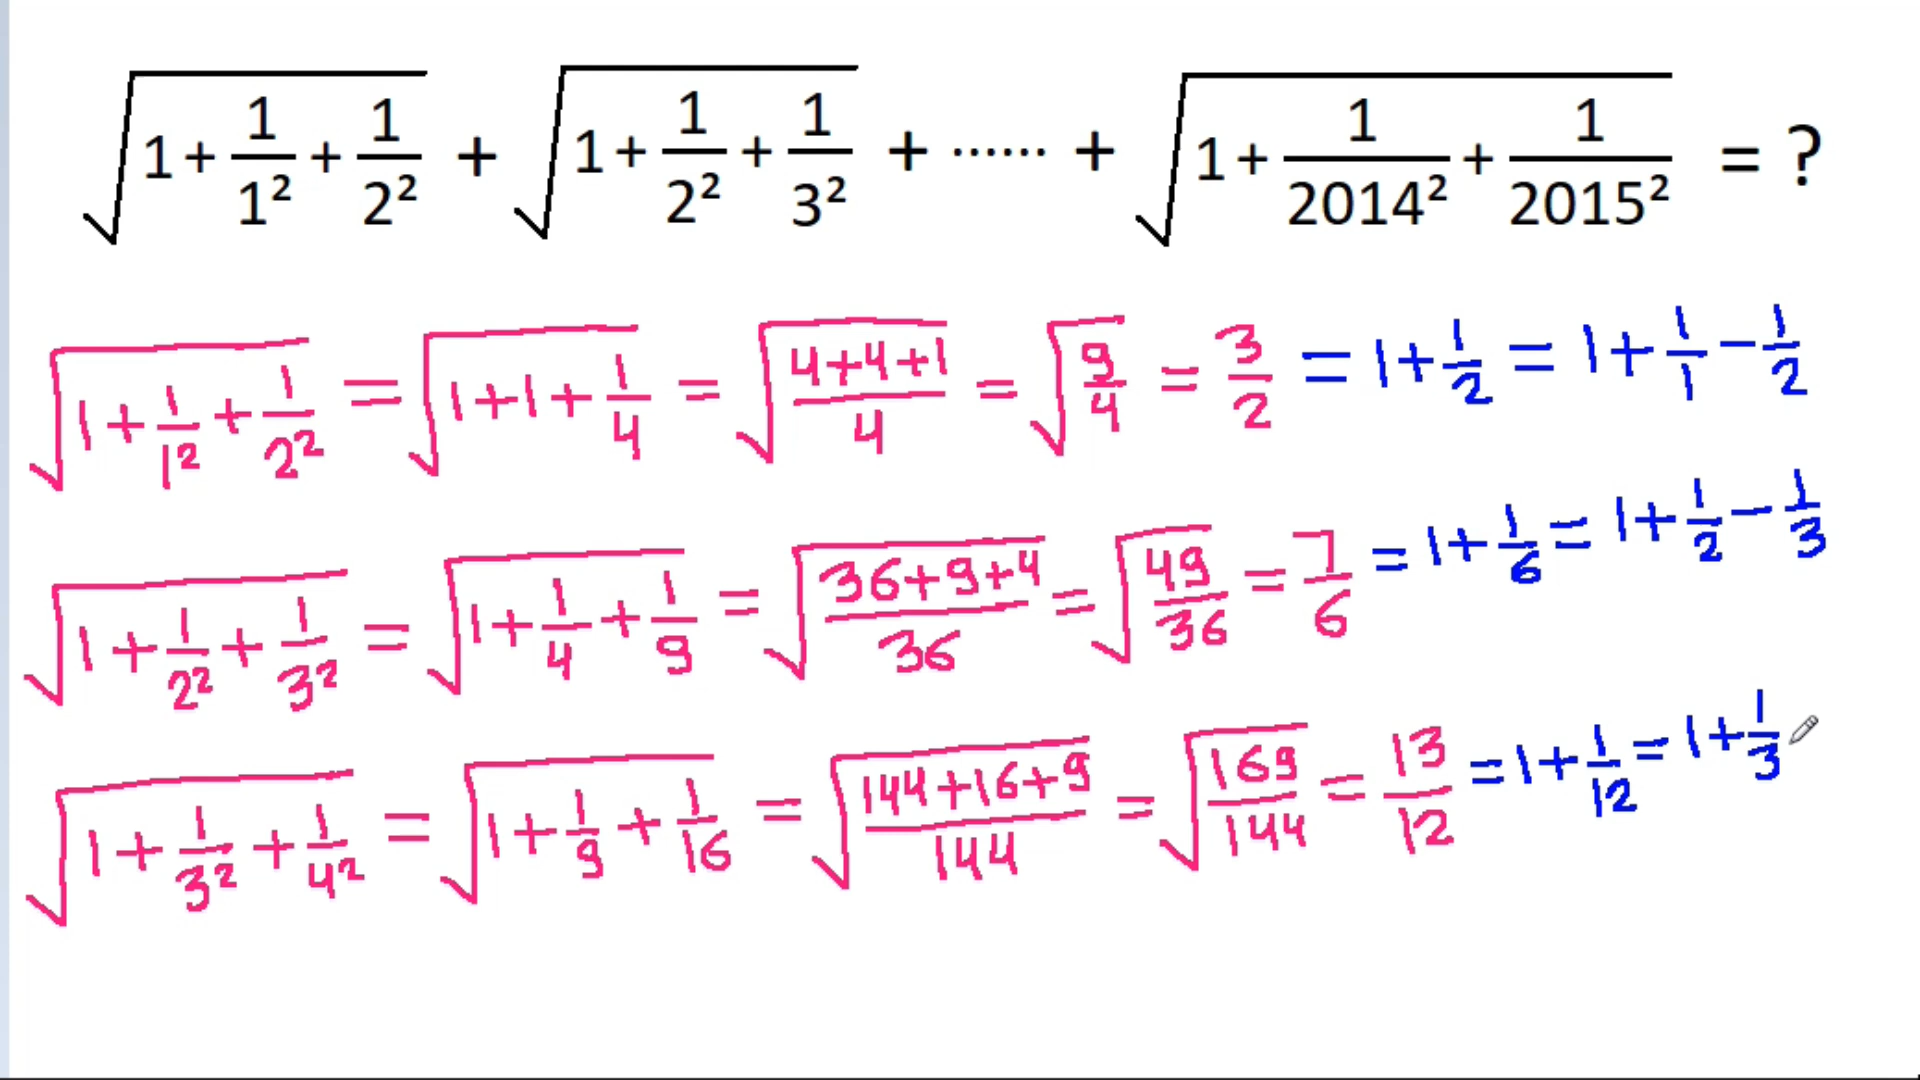 √(1 + 1/1² + 1/2²) + √(1 + 1/2² + 1/3²) + ...... + √(1 + 1/2014² + 1/2015²) = ?
√(1 + 1/1² + 1/2²) = √(1 + 1 + 1/4) = √((4+4+1)/4) = √(9/4) = 3/2 = 1 + 1/2 = 1 + 1/1 − 1/2
√(1 + 1/2² + 1/3²) = √(1 + 1/4 + 1/9) = √((36+9+4)/36) = √(49/36) = 7/6 = 1 + 1/6 = 1 + 1/2 − 1/3
√(1 + 1/3² + 1/4²) = √(1 + 1/9 + 1/16) = √((144+16+9)/144) = √(169/144) = 13/12 = 1 + 1/12 = 1 + 1/3